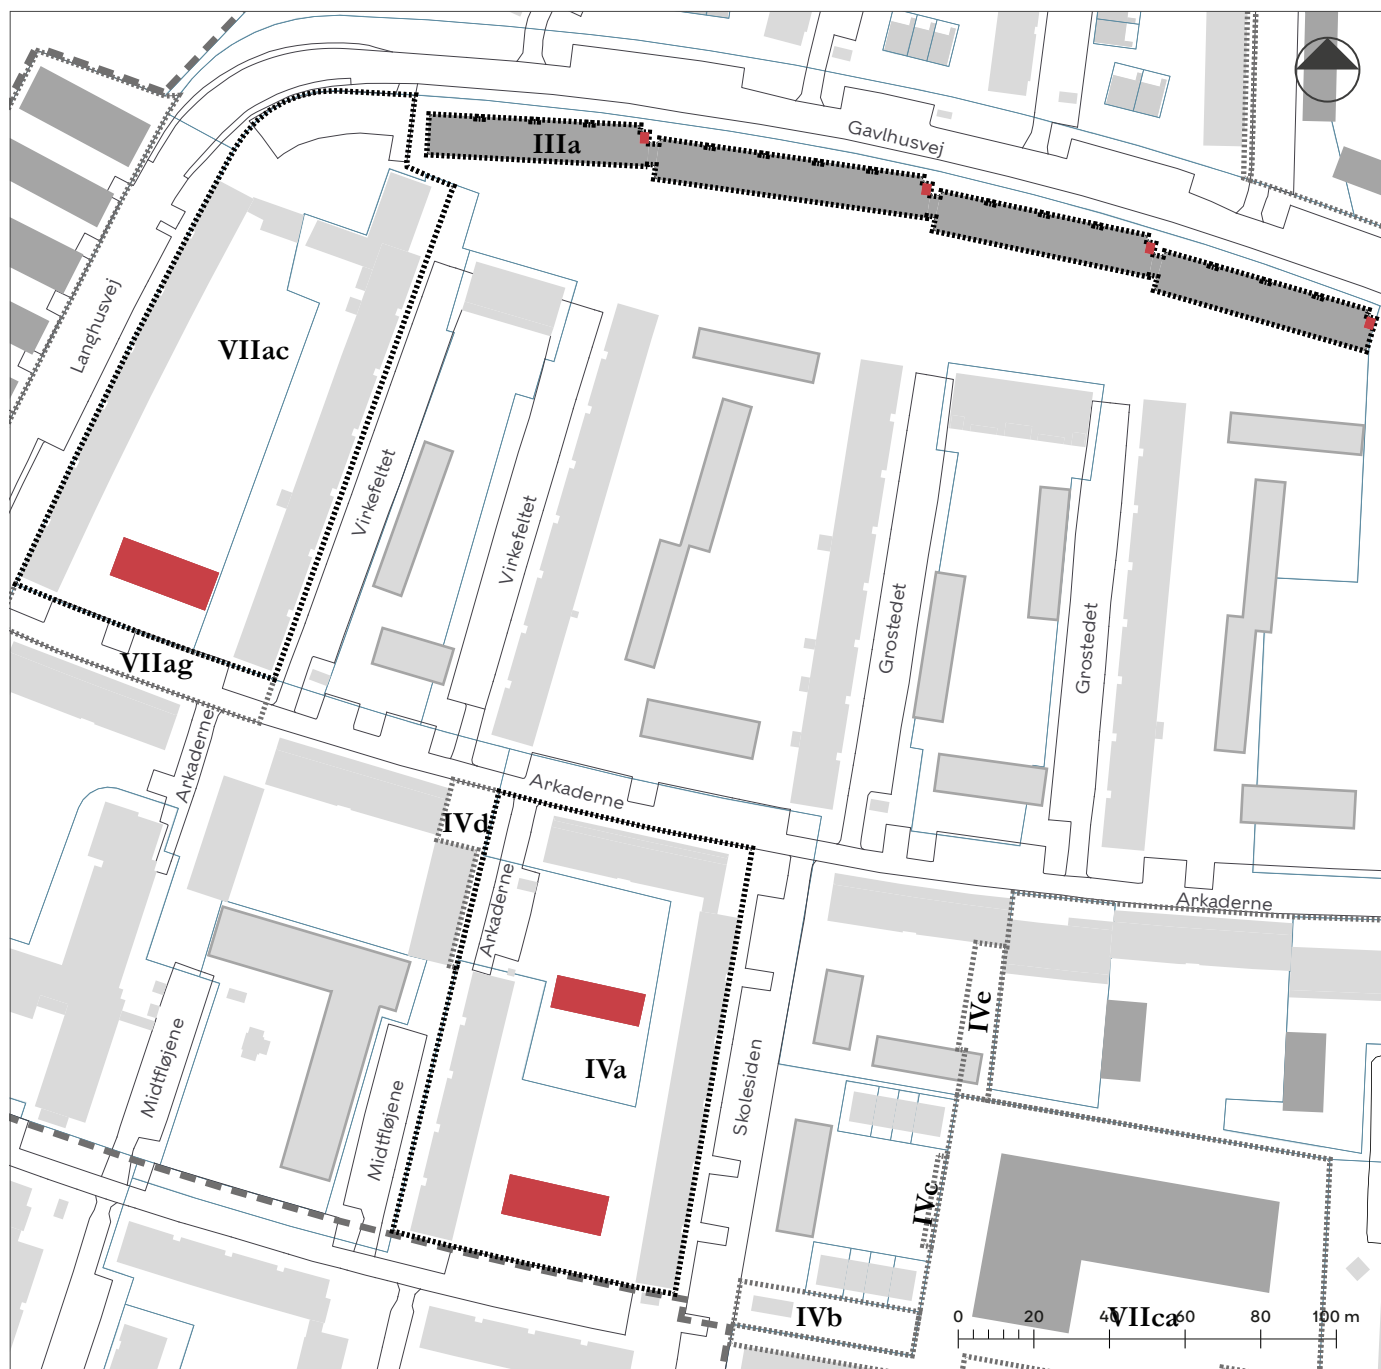 Gavlhusvej
IIIa
Langhusvej
VIIac
Virkefeltet
Virkefeltet
Grostedet
Grostedet
VIIag
Arkaderne
Arkaderne
IVd
Arkaderne
Arkaderne
IVe
Midtfløjene
Midtfløjene
IVa
Skolesiden
IVc
IVb
VIIca
0 20 40 60 80 100 m